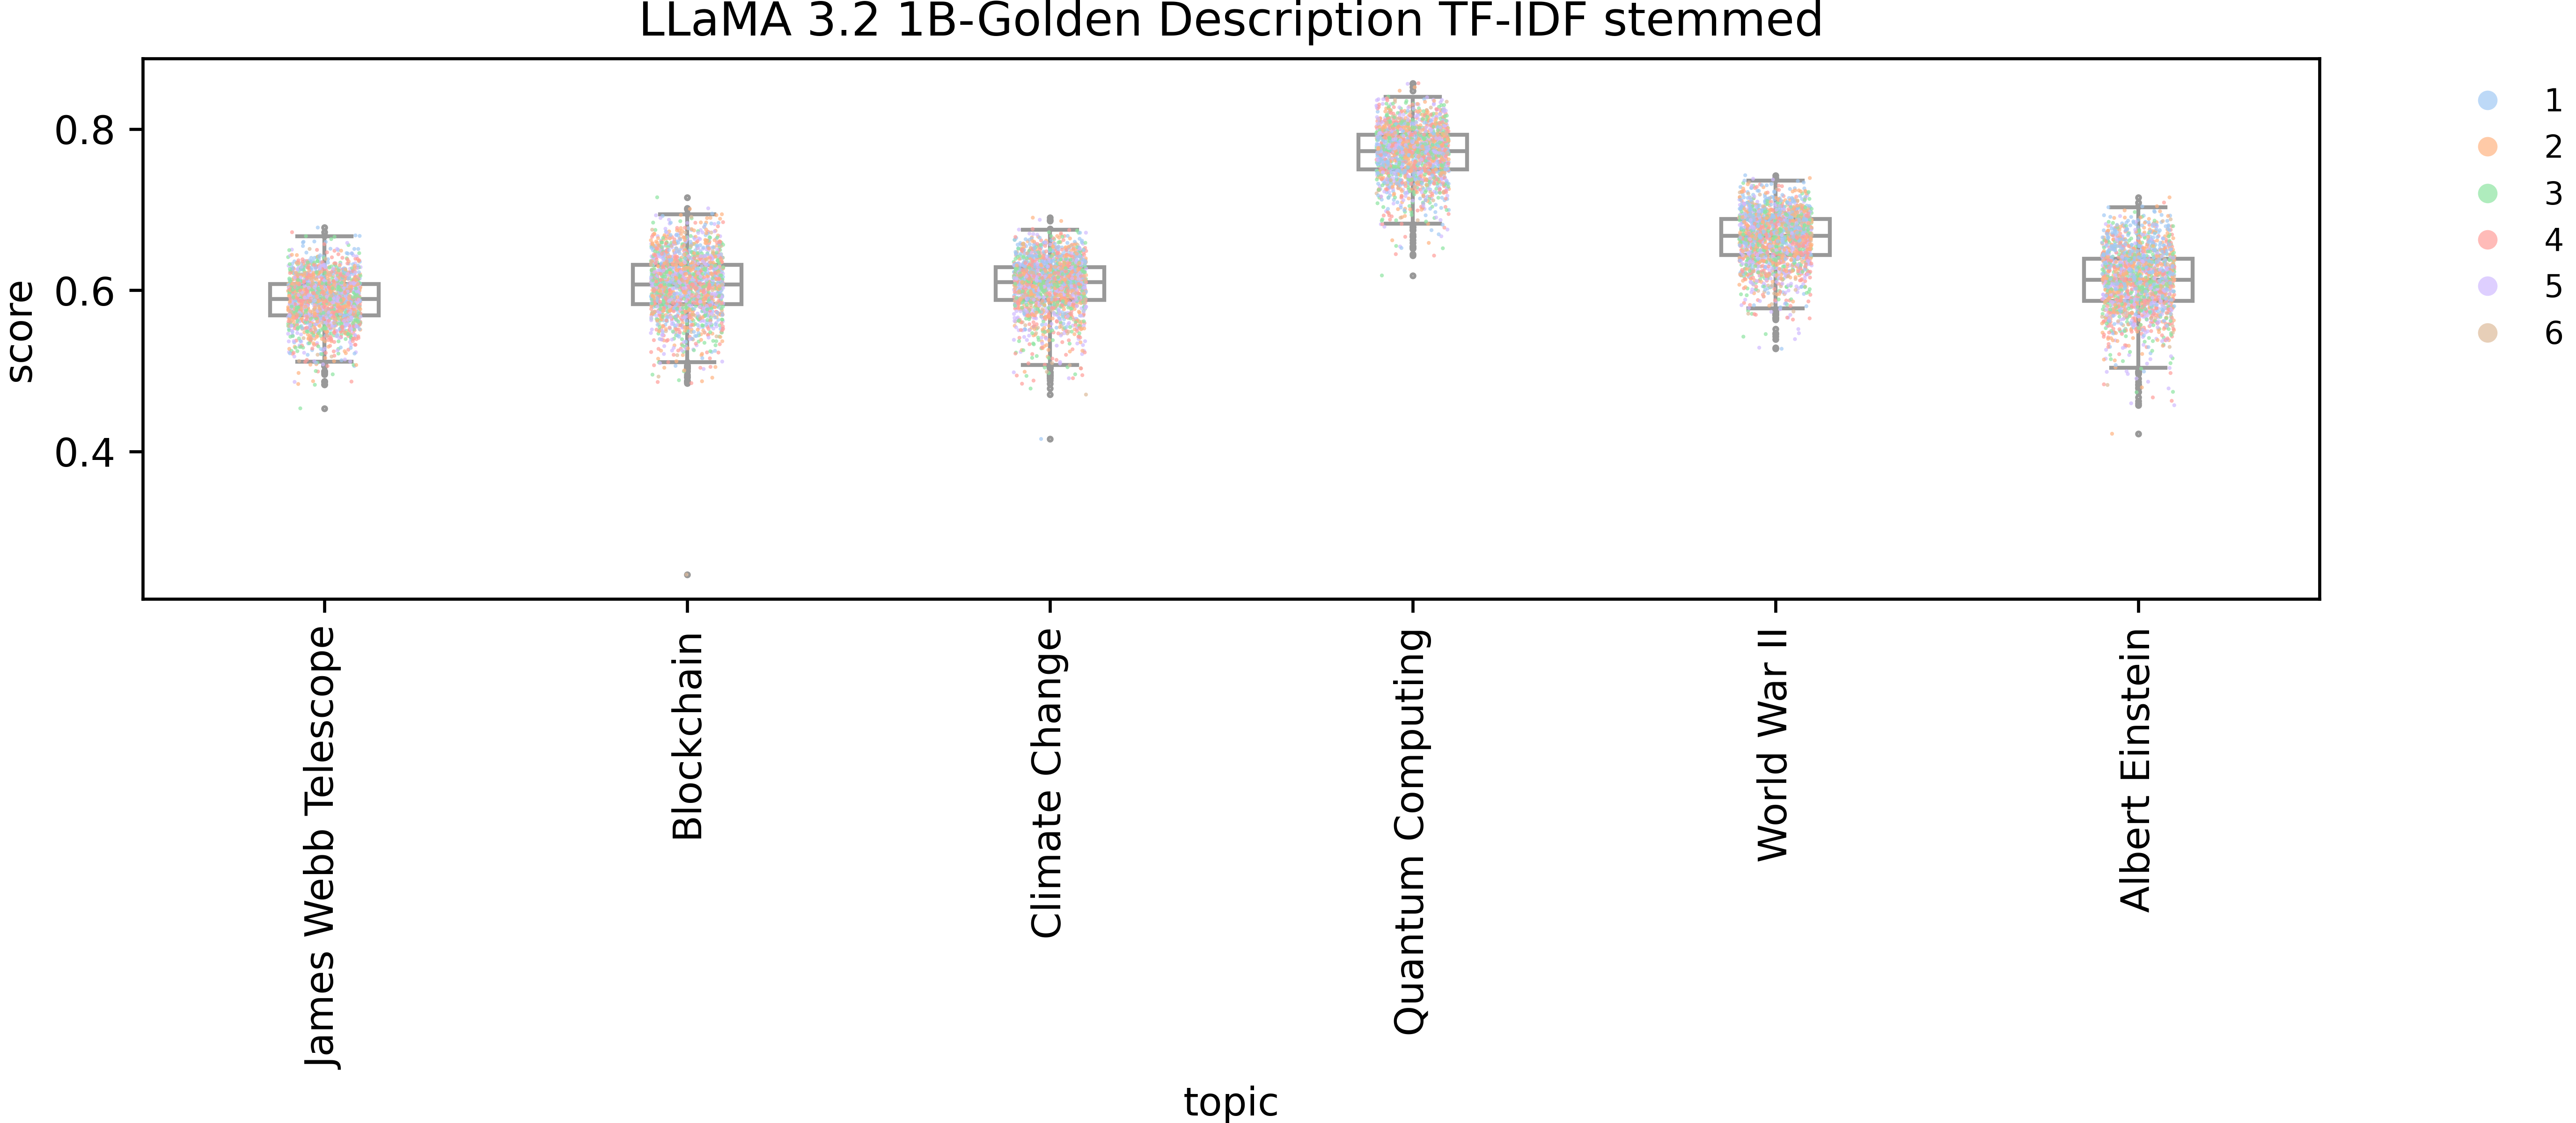 LLaMA 3.2 1B-Golden Description TF-IDF stemmed
score
0.8
0.6
0.4
James Webb Telescope
Blockchain
Climate Change
Quantum Computing
World War II
Albert Einstein
topic
1
2
3
4
5
6